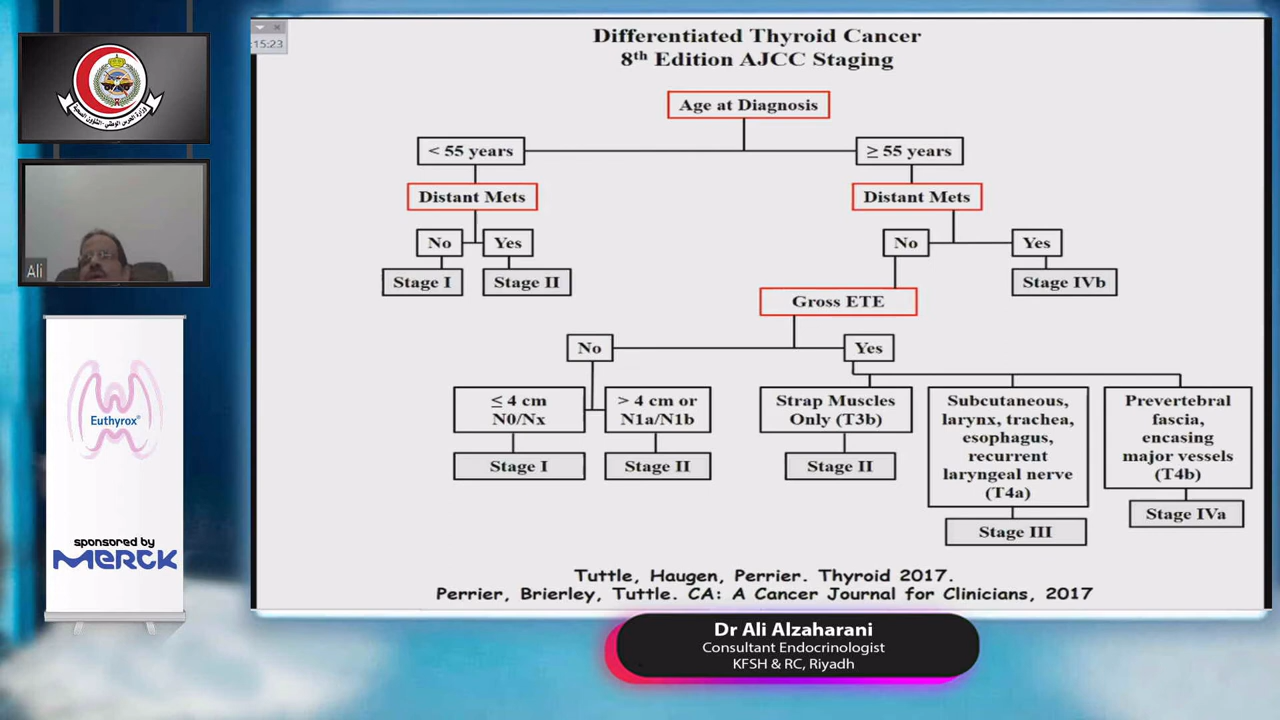 :15:23
Differentiated Thyroid Cancer
8th Edition AJCC Staging
Age at Diagnosis
< 55 years
≥ 55 years
Distant Mets
Distant Mets
No
Yes
No
Yes
Stage I
Stage II
Stage IVb
Gross ETE
No
Yes
≤ 4 cm
N0/Nx
> 4 cm or
N1a/N1b
Strap Muscles
Only (T3b)
Subcutaneous,
larynx, trachea,
esophagus,
recurrent
laryngeal nerve
(T4a)
Prevertebral
fascia,
encasing
major vessels
(T4b)
Stage I
Stage II
Stage II
Stage III
Stage IVa
Tuttle, Haugen, Perrier. Thyroid 2017.
Perrier, Brierley, Tuttle. CA: A Cancer Journal for Clinicians, 2017
وزارة الحرس الوطني - الشؤون الصحية
Ali
Euthyrox®
sponsored by
MERCK
Dr Ali Alzaharani
Consultant Endocrinologist
KFSH & RC, Riyadh